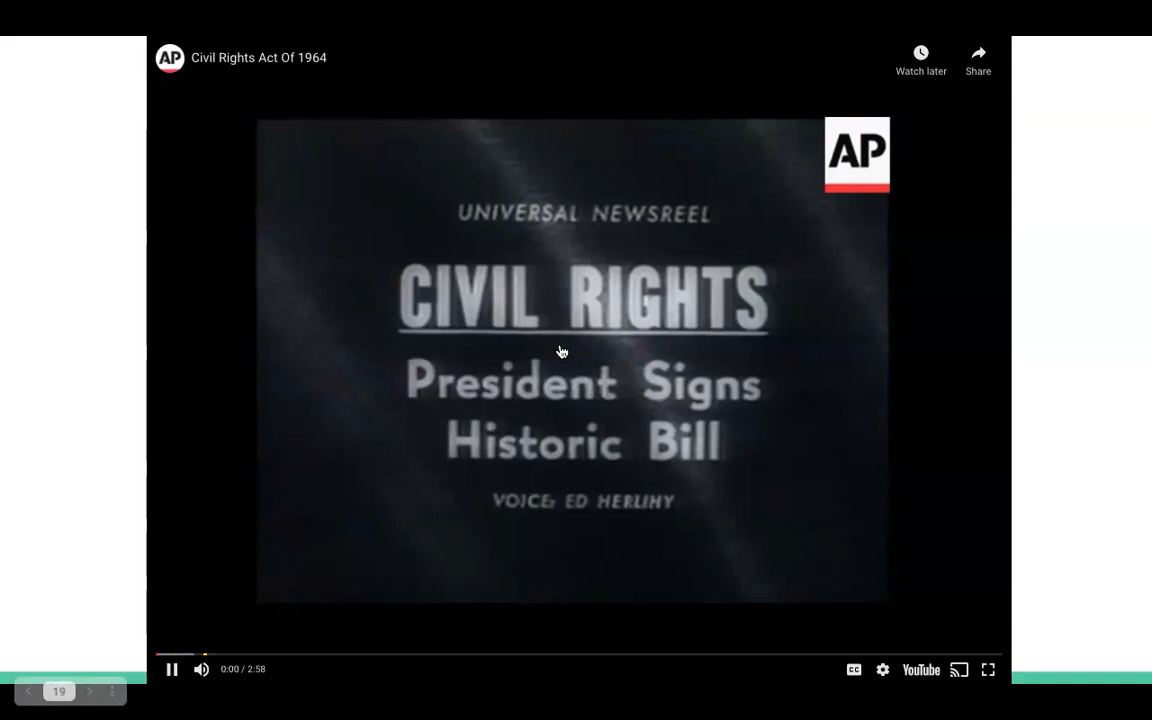 AP
Civil Rights Act Of 1964
Watch later
Share
AP
UNIVERSAL NEWSREEL
CIVIL RIGHTS
President Signs
Historic Bill
VOICE: ED HERLIHY
0:00 / 2:58
CC
YouTube
19